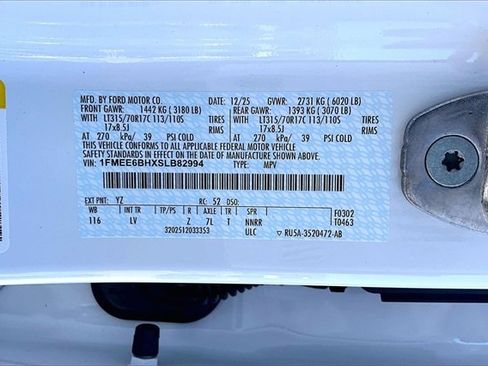 MFD. BY FORD MOTOR CO. DATE: 12/25 GVWR: 2731 KG ( 6020 LB)
FRONT GAWR: 1442 KG ( 3180 LB) REAR GAWR: 1393 KG ( 3070 LB)
WITH LT315/70R17C 113/110S TIRES WITH LT315/70R17C 113/110S TIRES
17x8.5J RIMS 17x8.5J RIMS
AT 270 kPa/ 39 PSI COLD AT 270 kPa/ 39 PSI COLD
THIS VEHICLE CONFORMS TO ALL APPLICABLE FEDERAL MOTOR VEHICLE
SAFETY AND THEFT PREVENTION STANDARDS IN EFFECT ON THE DATE OF MANUFACTURE SHOWN ABOVE.
VIN: 1FMEE6BHXSLB82994 TYPE: MPV
EXT PNT: YZ RC: 52 DSO:
WB INT TR TP/PS R AXLE TR SPR F0302
116 LV Z 7L T NNRR T0463
3202512033353 ULC RU5A-3520472-AB